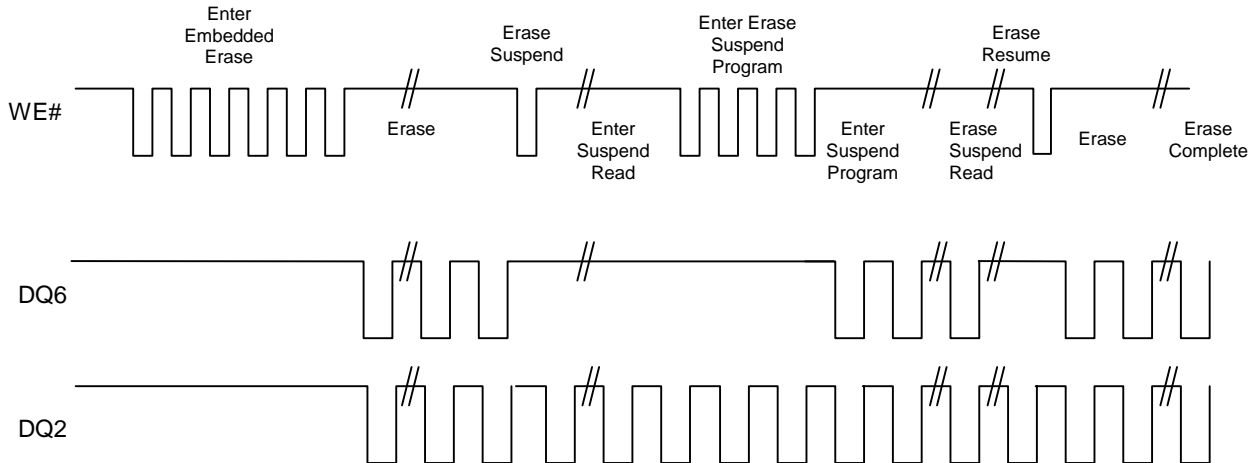 Enter
Embedded
Erase
Erase
Suspend
Enter Erase
Suspend
Program
Erase
Resume
WE#
Erase
Enter
Suspend
Read
Enter
Suspend
Program
Erase
Suspend
Read
Erase
Erase
Complete
DQ6
DQ2